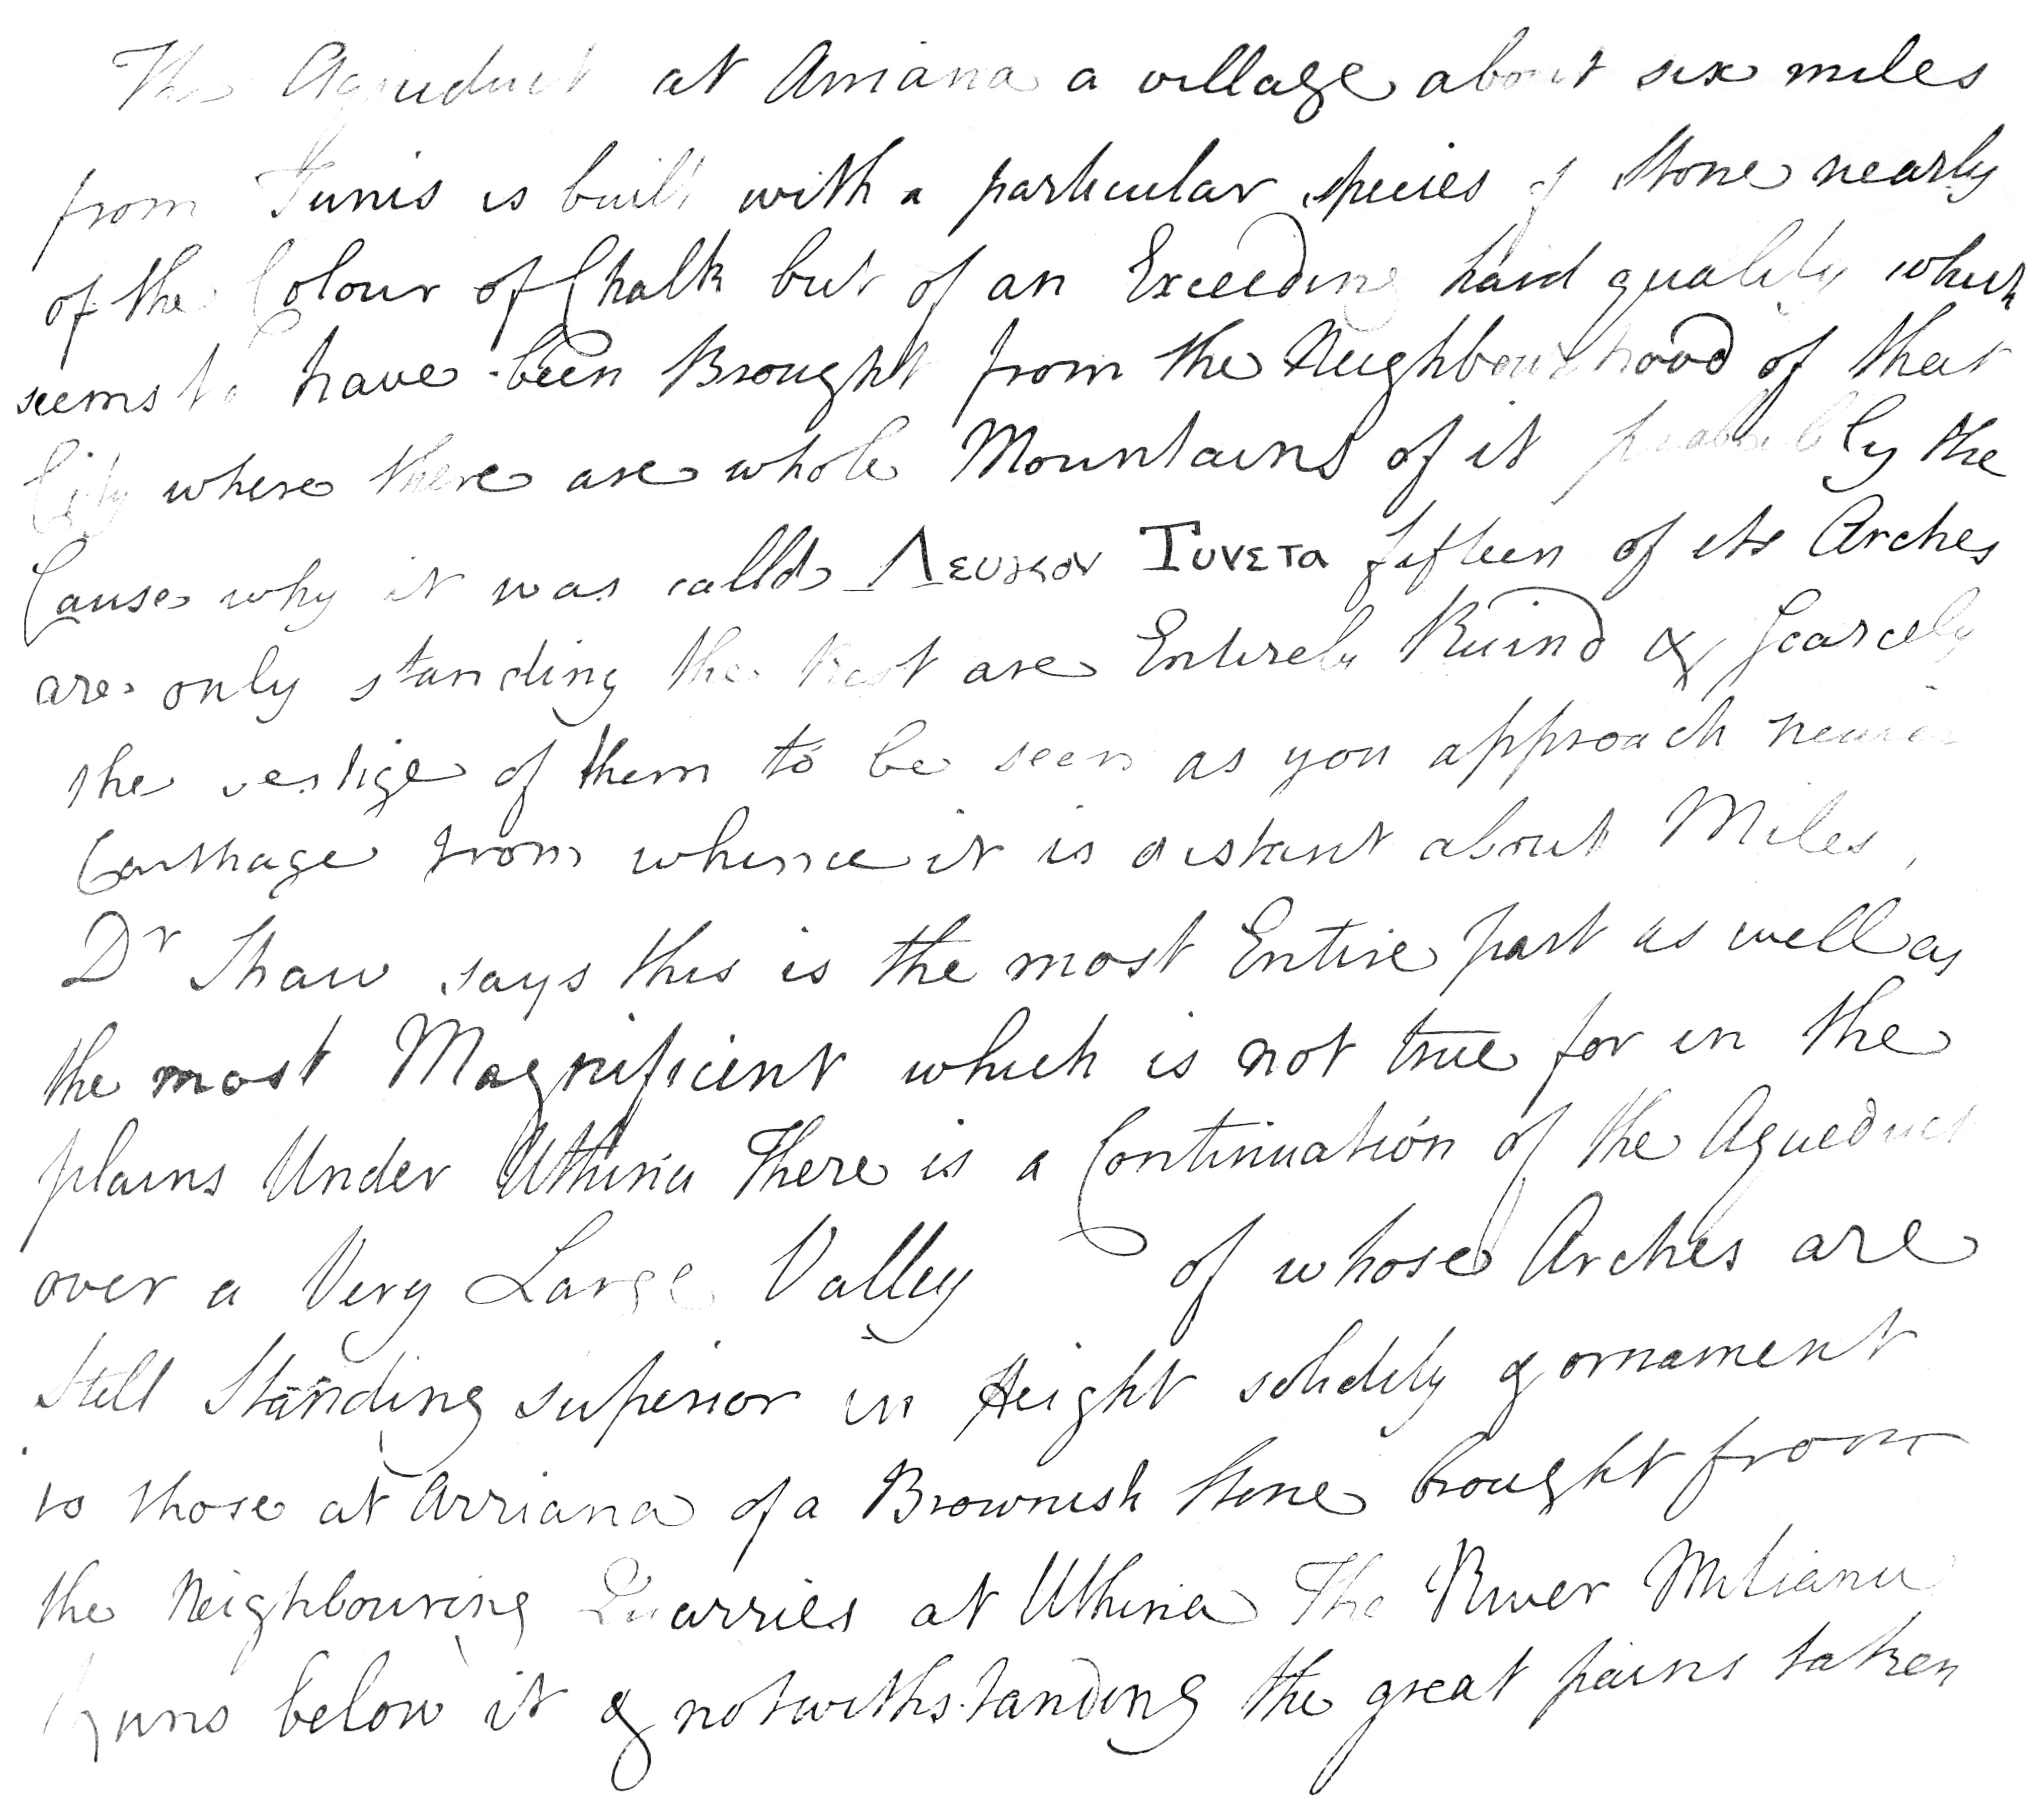 The Aqueduct at Arriana a village about six miles
from Tunis is built with a particular species of Stone nearly
of the Colour of Chalk but of an Exceeding hard quality which
seems to have been Brought from the Neighbourhood of that
City where there are whole Mountains of it probably the
Cause why it was calld Λευκον Τυνετα fifteen of its Arches
are only standing the Rest are Entirely Ruind & Scarcely
the vestige of them to be seen as you approach nearer
Carthage from whence it is distant about Miles,
Dr Shaw says this is the most Entire part as well as
the most Magnificent which is not true for in the
plains Under Uthina There is a Continuation of the Aqueduct
over a Very Large Valley of whose Arches are
Still Standing superior in Height solidity & ornament
to those at Arriana of a Brownish Stone brought from
the Neighbouring Quarries at Uthina The River Miliana
Runs below it & notwithstanding the great pains taken